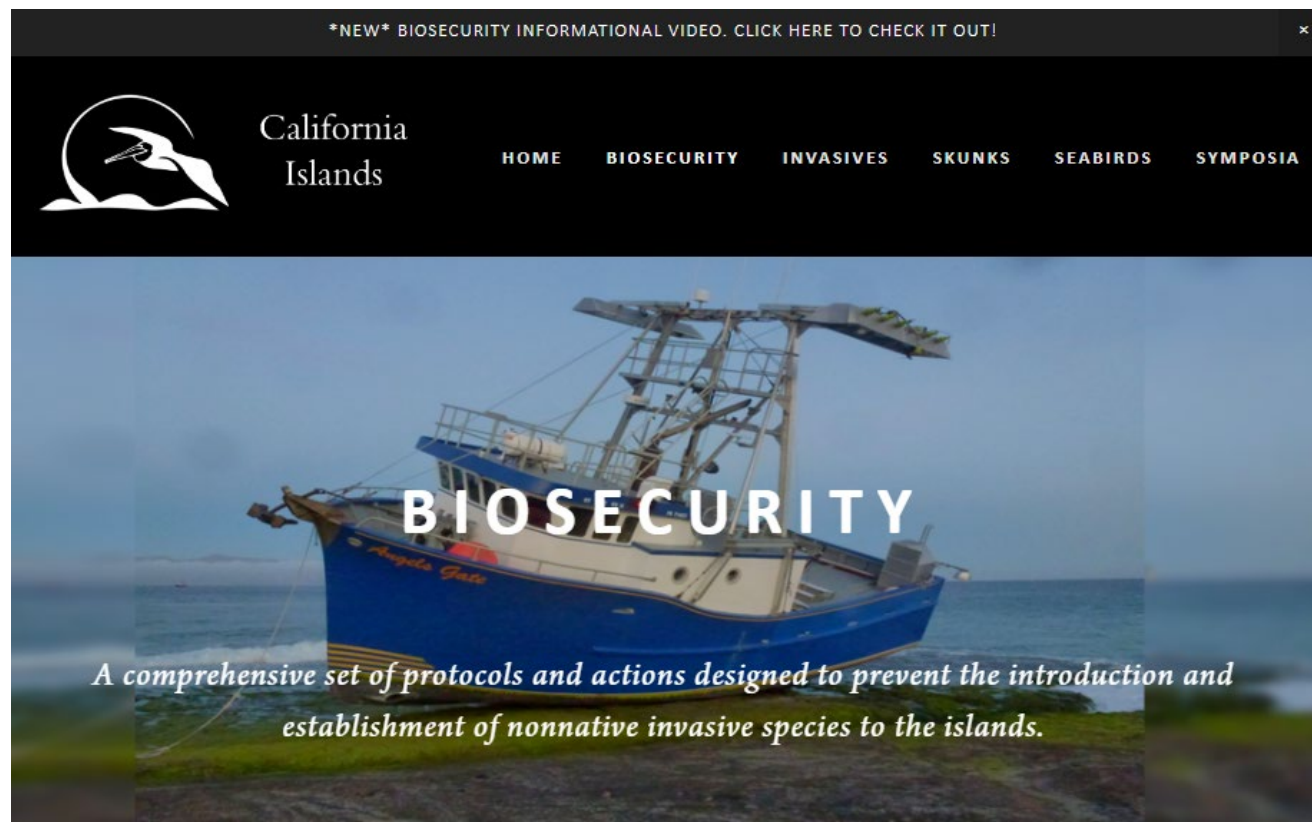 *NEW* BIOSECURITY INFORMATIONAL VIDEO. CLICK HERE TO CHECK IT OUT!
×
California
Islands
HOME BIOSECURITY INVASIVES SKUNKS SEABIRDS SYMPOSIA
BIOSECURITY
Angels Gate
A comprehensive set of protocols and actions designed to prevent the introduction and
establishment of nonnative invasive species to the islands.